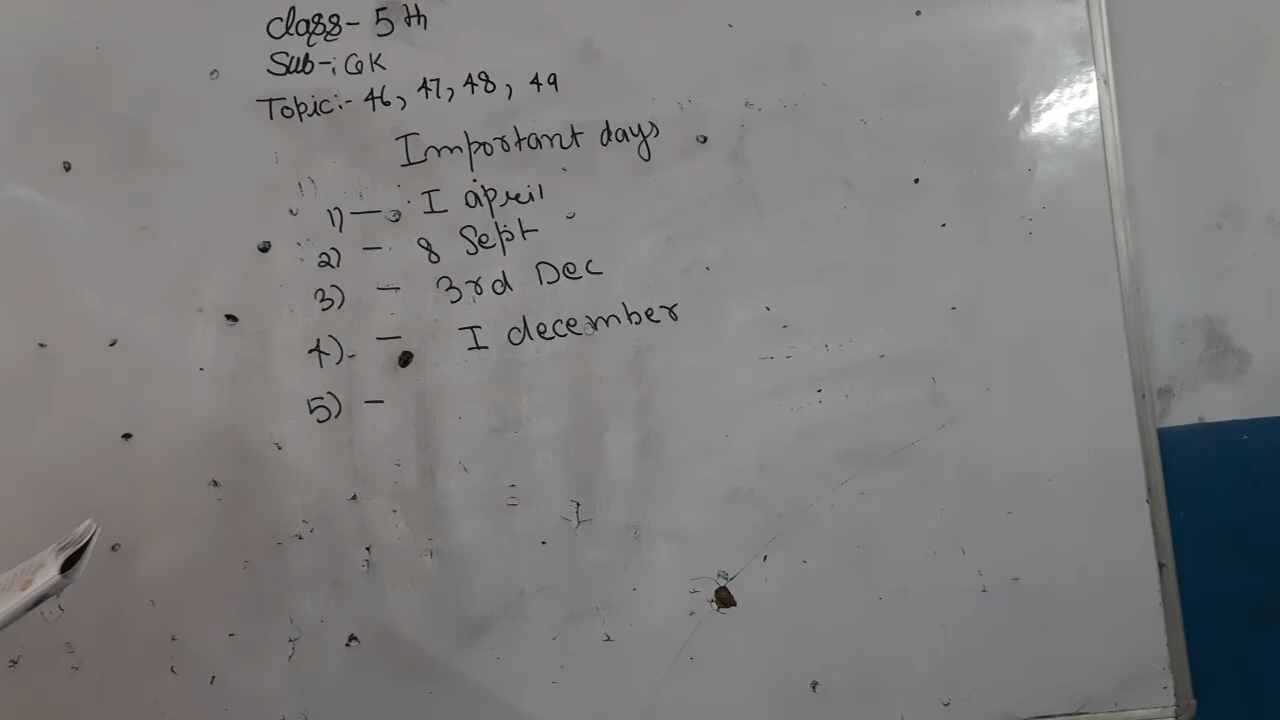 Class- 5th
Sub-: GK
Topic:- 46, 47, 48, 49
Important days
1) — I april
2) - 8 Sept
3) - 3rd Dec
4) - I december
5) -